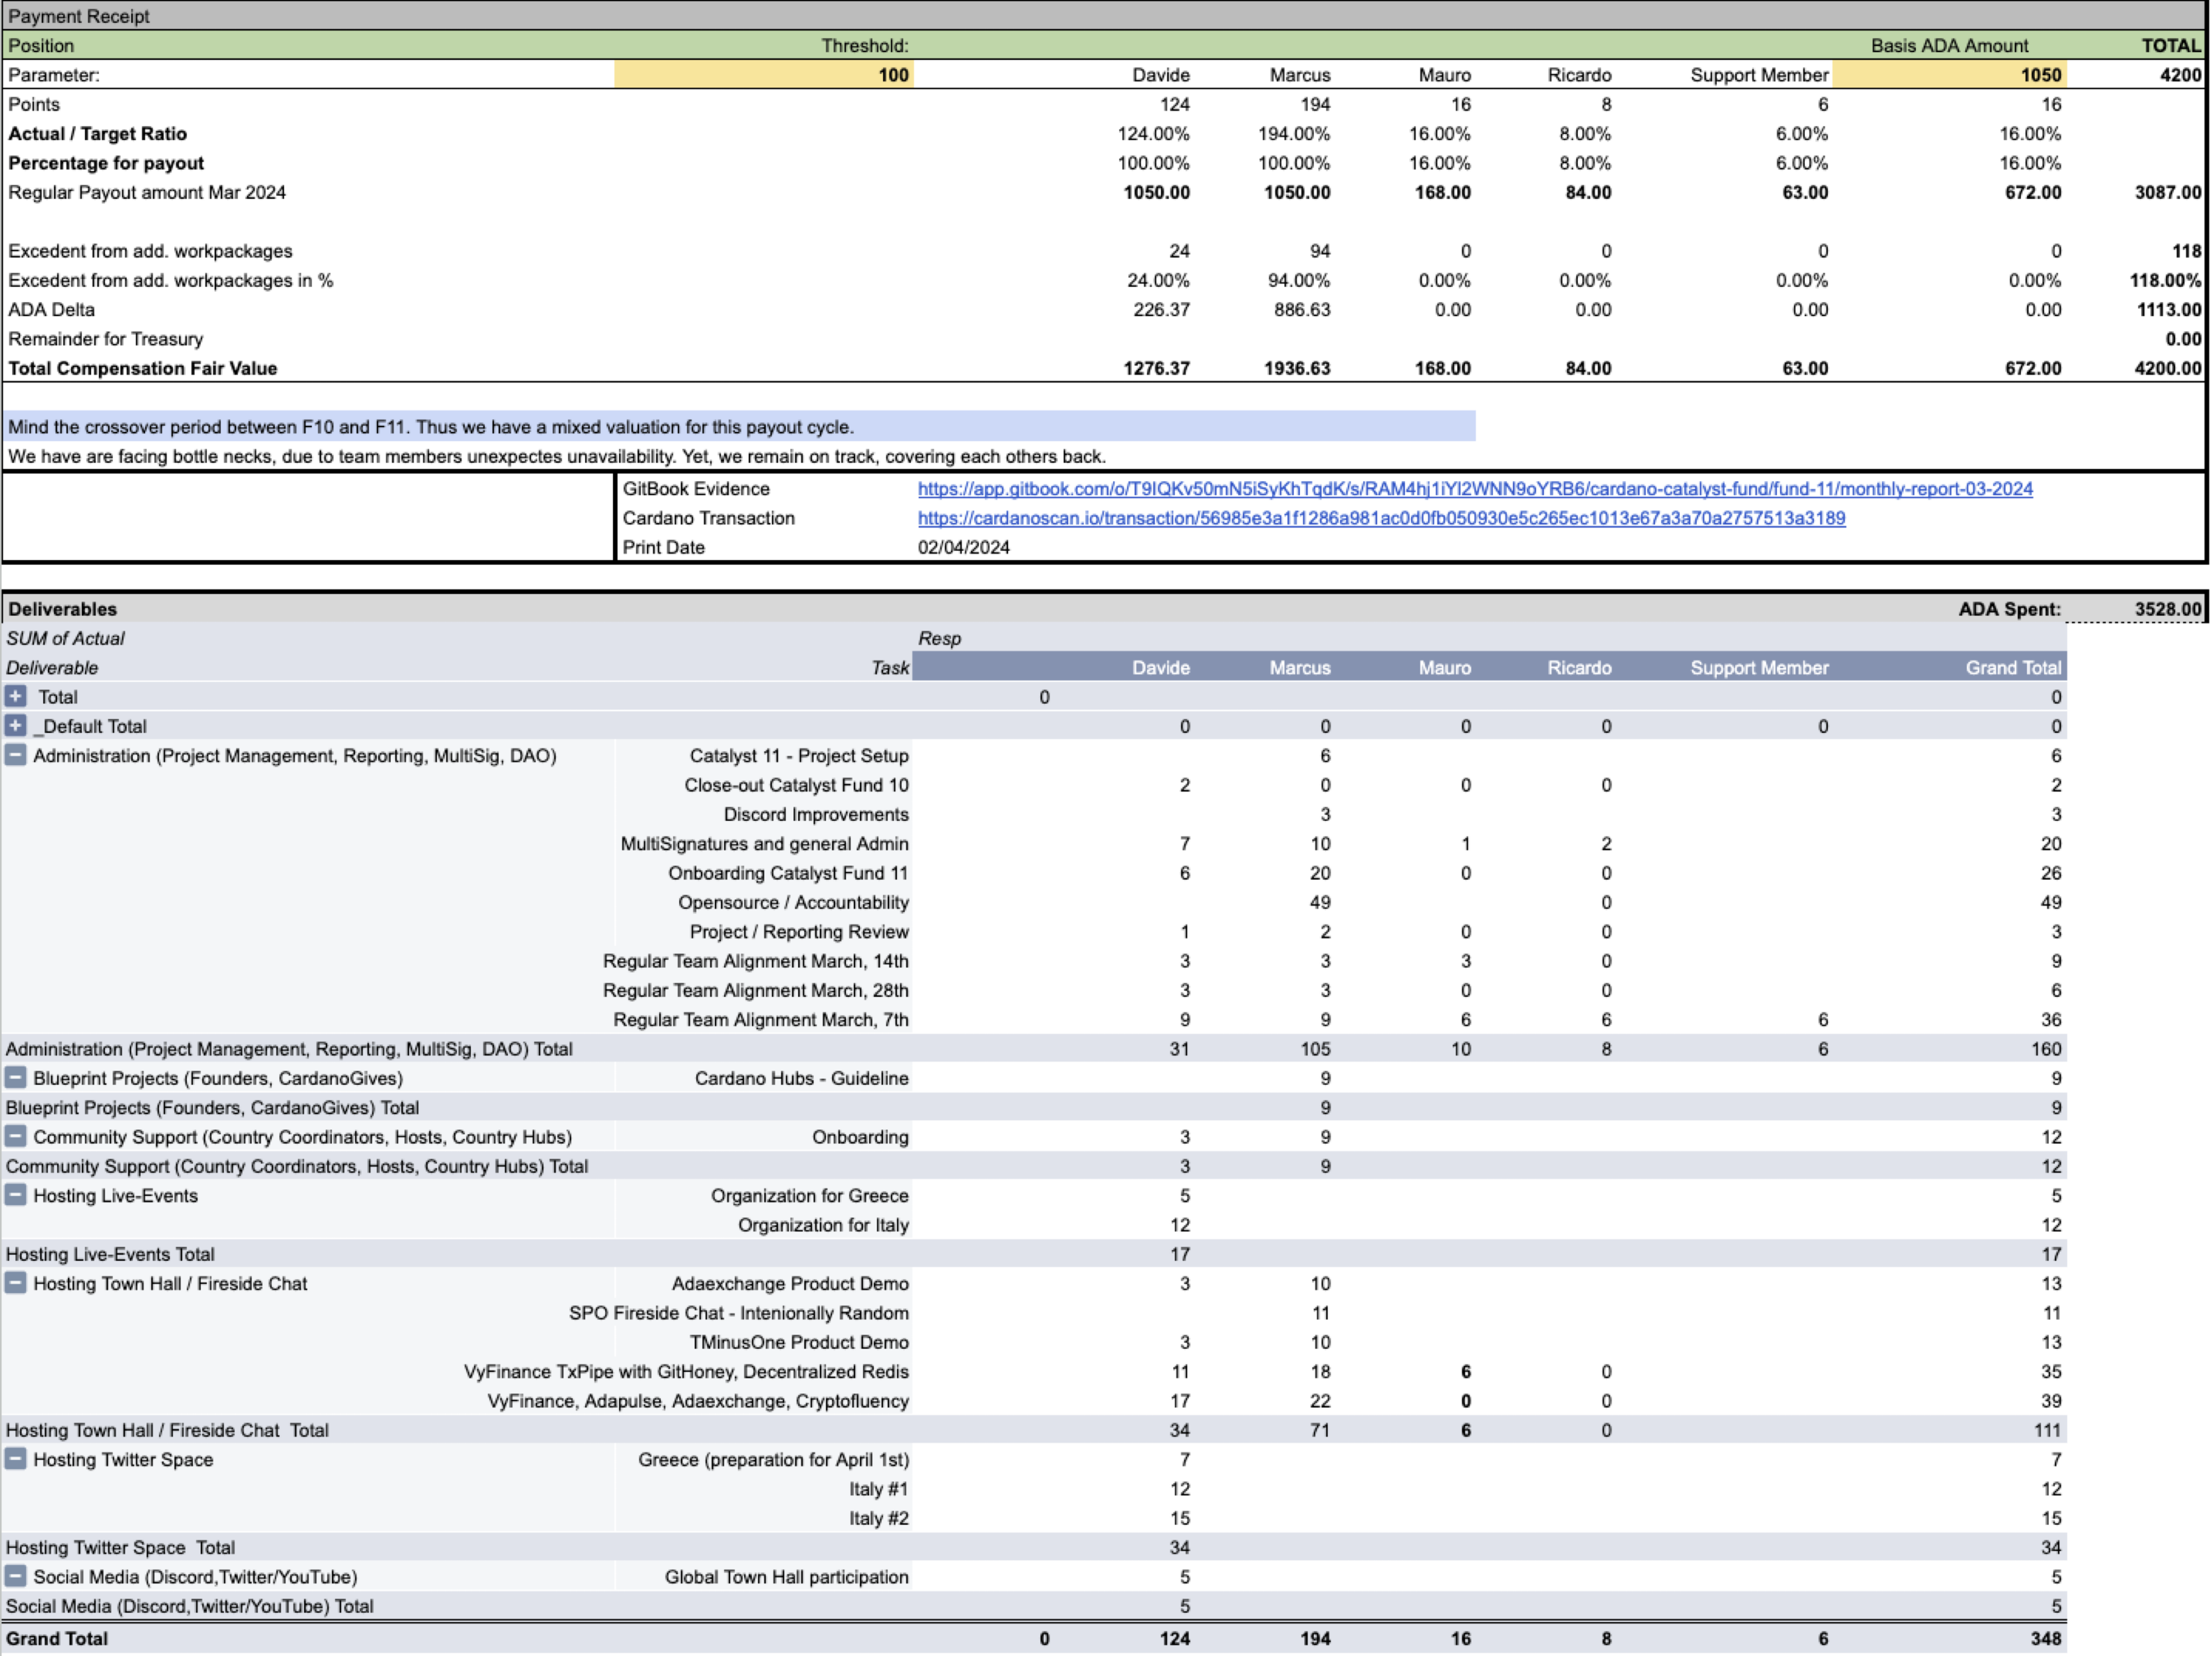 Payment Receipt
Position Threshold: Basis ADA Amount TOTAL
Parameter: 100 Davide Marcus Mauro Ricardo Support Member 1050 4200
Points 124 194 16 8 6 16
Actual / Target Ratio 124.00% 194.00% 16.00% 8.00% 6.00% 16.00%
Percentage for payout 100.00% 100.00% 16.00% 8.00% 6.00% 16.00%
Regular Payout amount Mar 2024 1050.00 1050.00 168.00 84.00 63.00 672.00 3087.00
Excedent from add. workpackages 24 94 0 0 0 0 118
Excedent from add. workpackages in % 24.00% 94.00% 0.00% 0.00% 0.00% 0.00% 118.00%
ADA Delta 226.37 886.63 0.00 0.00 0.00 0.00 1113.00
Remainder for Treasury 0.00
Total Compensation Fair Value 1276.37 1936.63 168.00 84.00 63.00 672.00 4200.00
Mind the crossover period between F10 and F11. Thus we have a mixed valuation for this payout cycle.
We have are facing bottle necks, due to team members unexpectes unavailability. Yet, we remain on track, covering each others back.
GitBook Evidence https://app.gitbook.com/o/T9IQKv50mN5iSyKhTqdK/s/RAM4hj1iYI2WNN9oYRB6/cardano-catalyst-fund/fund-11/monthly-report-03-2024
Cardano Transaction https://cardanoscan.io/transaction/56985e3a1f1286a981ac0d0fb050930e5c265ec1013e67a3a70a2757513a3189
Print Date 02/04/2024
Deliverables ADA Spent: 3528.00
SUM of Actual Resp
Deliverable Task Davide Marcus Mauro Ricardo Support Member Grand Total
Total 0 0
_Default Total 0 0 0 0 0 0
Administration (Project Management, Reporting, MultiSig, DAO) Catalyst 11 - Project Setup 6 6
Close-out Catalyst Fund 10 2 0 0 0 2
Discord Improvements 3 3
MultiSignatures and general Admin 7 10 1 2 20
Onboarding Catalyst Fund 11 6 20 0 0 26
Opensource / Accountability 49 0 49
Project / Reporting Review 1 2 0 0 3
Regular Team Alignment March, 14th 3 3 3 0 9
Regular Team Alignment March, 28th 3 3 0 0 6
Regular Team Alignment March, 7th 9 9 6 6 6 36
Administration (Project Management, Reporting, MultiSig, DAO) Total 31 105 10 8 6 160
Blueprint Projects (Founders, CardanoGives) Cardano Hubs - Guideline 9 9
Blueprint Projects (Founders, CardanoGives) Total 9 9
Community Support (Country Coordinators, Hosts, Country Hubs) Onboarding 3 9 12
Community Support (Country Coordinators, Hosts, Country Hubs) Total 3 9 12
Hosting Live-Events Organization for Greece 5 5
Organization for Italy 12 12
Hosting Live-Events Total 17 17
Hosting Town Hall / Fireside Chat Adaexchange Product Demo 3 10 13
SPO Fireside Chat - Intenionally Random 11 11
TMinusOne Product Demo 3 10 13
VyFinance TxPipe with GitHoney, Decentralized Redis 11 18 6 0 35
VyFinance, Adapulse, Adaexchange, Cryptofluency 17 22 0 0 39
Hosting Town Hall / Fireside Chat Total 34 71 6 0 111
Hosting Twitter Space Greece (preparation for April 1st) 7 7
Italy #1 12 12
Italy #2 15 15
Hosting Twitter Space Total 34 34
Social Media (Discord,Twitter/YouTube) Global Town Hall participation 5 5
Social Media (Discord,Twitter/YouTube) Total 5 5
Grand Total 0 124 194 16 8 6 348